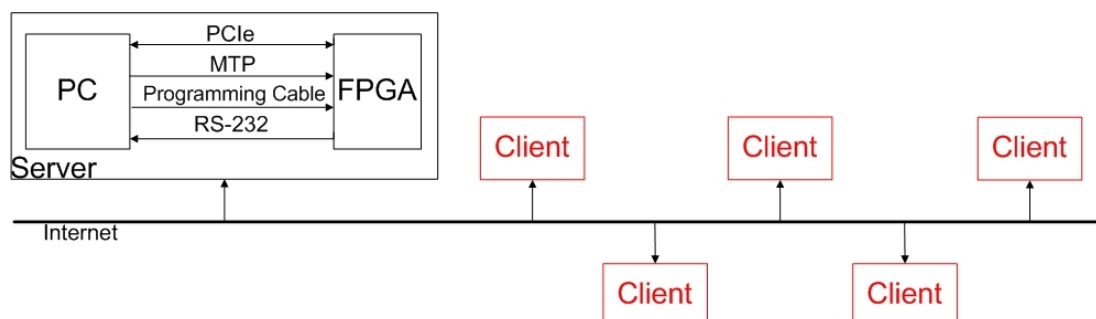 PCIe
MTP
PC
Programming Cable
FPGA
RS-232
Server
Client
Client
Client
Internet
Client
Client